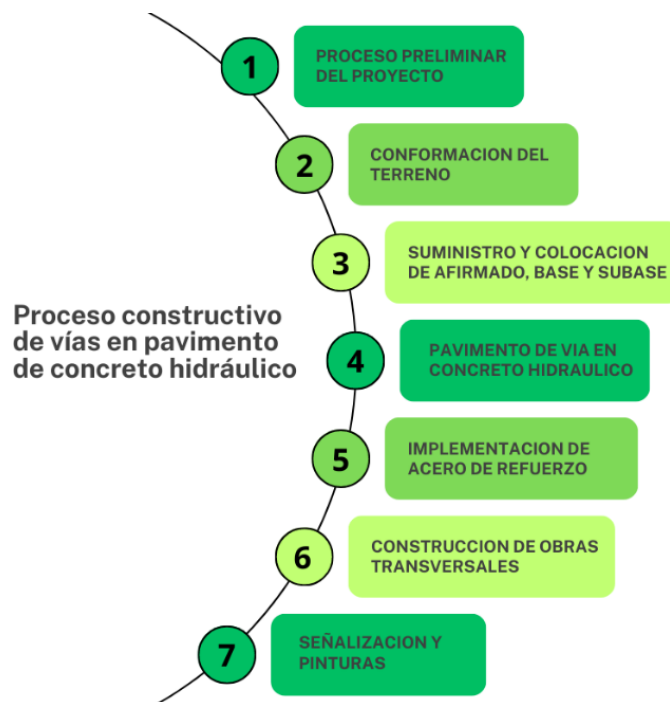 1
PROCESO PRELIMINAR
DEL PROYECTO
2
CONFORMACION DEL
TERRENO
3
SUMINISTRO Y COLOCACION
DE AFIRMADO, BASE Y SUBASE
Proceso constructivo
de vías en pavimento
de concreto hidráulico
4
PAVIMENTO DE VIA EN
CONCRETO HIDRAULICO
5
IMPLEMENTACION DE
ACERO DE REFUERZO
6
CONSTRUCCION DE OBRAS
TRANSVERSALES
7
SEÑALIZACION Y
PINTURAS